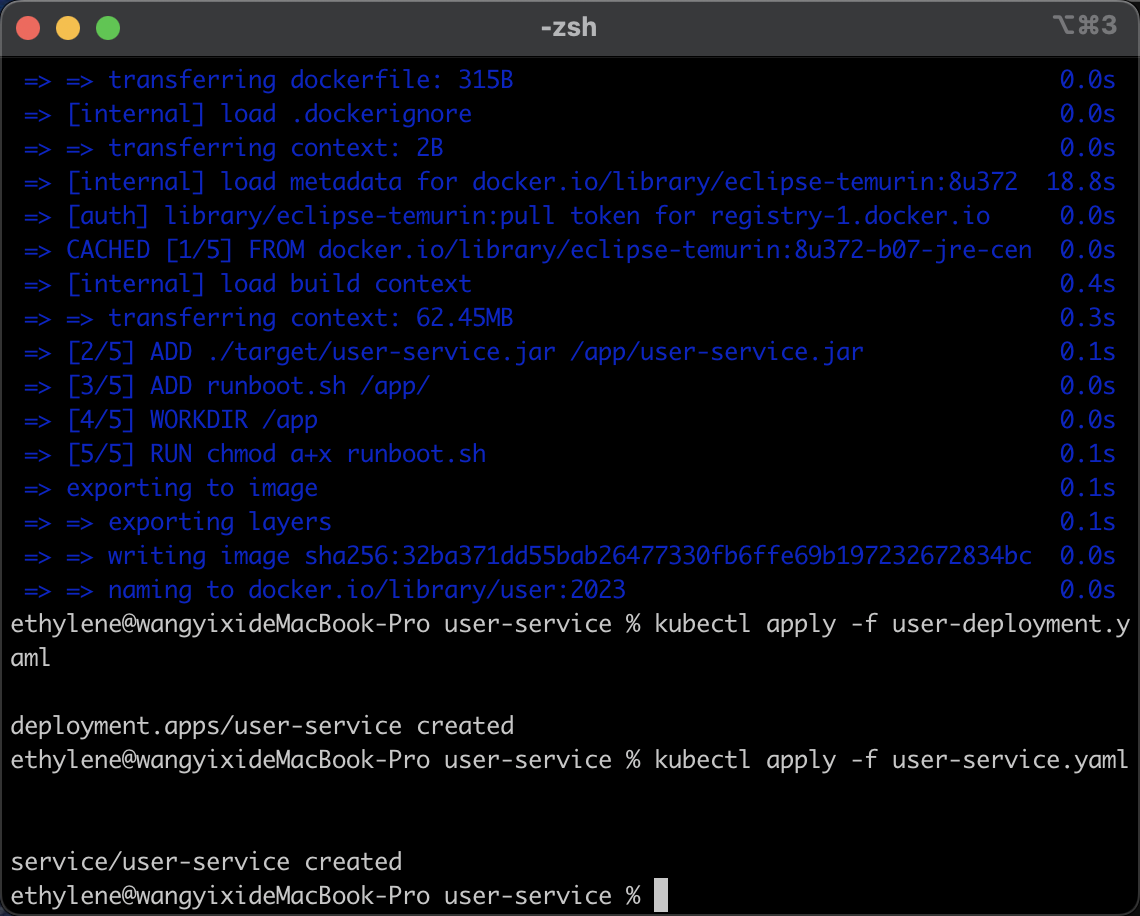 -zsh
⌥⌘3
=> => transferring dockerfile: 315B 0.0s
=> [internal] load .dockerignore 0.0s
=> => transferring context: 2B 0.0s
=> [internal] load metadata for docker.io/library/eclipse-temurin:8u372 18.8s
=> [auth] library/eclipse-temurin:pull token for registry-1.docker.io 0.0s
=> CACHED [1/5] FROM docker.io/library/eclipse-temurin:8u372-b07-jre-cen 0.0s
=> [internal] load build context 0.4s
=> => transferring context: 62.45MB 0.3s
=> [2/5] ADD ./target/user-service.jar /app/user-service.jar 0.1s
=> [3/5] ADD runboot.sh /app/ 0.0s
=> [4/5] WORKDIR /app 0.0s
=> [5/5] RUN chmod a+x runboot.sh 0.1s
=> exporting to image 0.1s
=> => exporting layers 0.1s
=> => writing image sha256:32ba371dd55bab26477330fb6ffe69b197232672834bc 0.0s
=> => naming to docker.io/library/user:2023 0.0s
ethylene@wangyixideMacBook-Pro user-service % kubectl apply -f user-deployment.y
aml
deployment.apps/user-service created
ethylene@wangyixideMacBook-Pro user-service % kubectl apply -f user-service.yaml
service/user-service created
ethylene@wangyixideMacBook-Pro user-service %